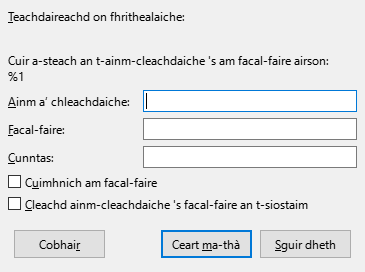 Teachdaireachd on fhrithealaiche:
Cuir a-steach an t-ainm-cleachdaiche 's am facal-faire airson:
%1
Ainm a’ chleachdaiche:
Facal-faire:
Cunntas:
Cuimhnich am facal-faire
Cleachd ainm-cleachdaiche 's facal-faire an t-siostaim
Cobhair Ceart ma-thà Sguir dheth